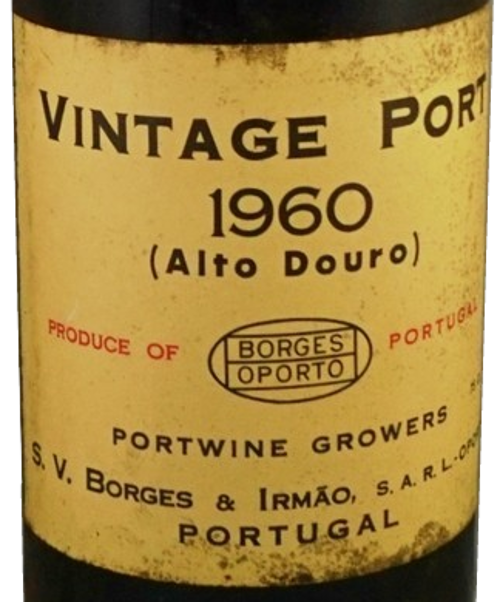 VINTAGE PORT
1960
(Alto Douro)
PRODUCE OF
BORGES
OPORTO
PORTUGAL
PORTWINE GROWERS
S. V. BORGES & IRMÃO, S. A. R. L.-
PORTUGAL